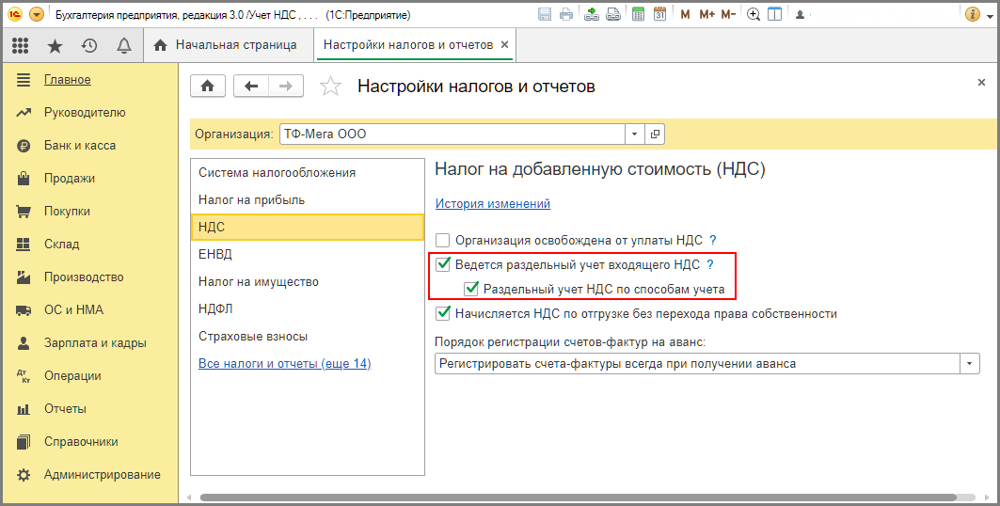 1С Бухгалтерия предприятия, редакция 3.0 /Учет НДС , . . . (1С:Предприятие)
31 M M+ M- i
Начальная страница Настройки налогов и отчетов ×
Главное
Руководителю
Банк и касса
Продажи
Покупки
Склад
Производство
ОС и НМА
Зарплата и кадры
Дт Кт Операции
Отчеты
Справочники
Администрирование
Настройки налогов и отчетов ×
Организация: ТФ-Мега ООО
Система налогообложения
Налог на прибыль
НДС
ЕНВД
Налог на имущество
НДФЛ
Страховые взносы
Все налоги и отчеты (еще 14)
Налог на добавленную стоимость (НДС)
История изменений
Организация освобождена от уплаты НДС ?
Ведется раздельный учет входящего НДС ?
Раздельный учет НДС по способам учета
Начисляется НДС по отгрузке без перехода права собственности
Порядок регистрации счетов-фактур на аванс:
Регистрировать счета-фактуры всегда при получении аванса